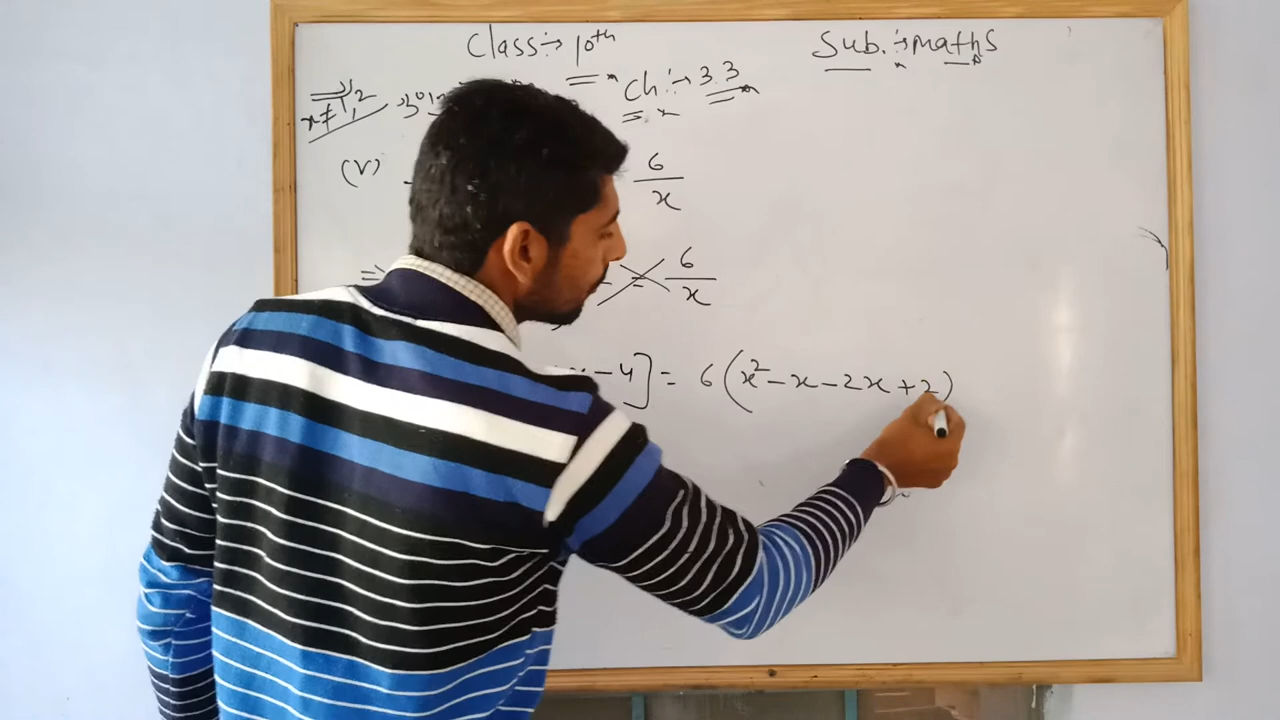 Class :→ 10th Sub. :→ maths
x ≠ 1, 2 Ch :→ 3.3
(V) 6/x
=> = 6/x
- 4] = 6(x² - x - 2x + 2)